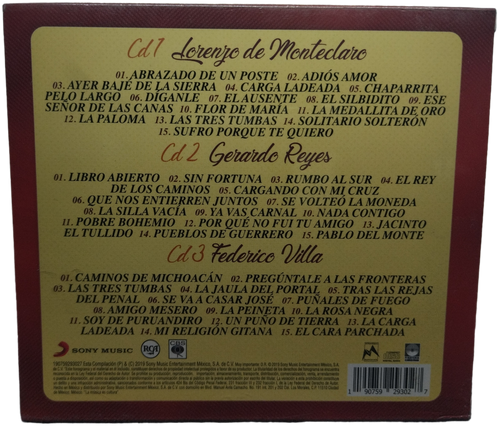 Cd 1 Lorenzo de Monteclaro
01. ABRAZADO DE UN POSTE 02. ADIÓS AMOR
03. AYER BAJÉ DE LA SIERRA 04. CARGA LADEADA 05. CHAPARRITA
PELO LARGO 06. DÍGANLE 07. EL AUSENTE 08. EL SILBIDITO 09. ESE
SEÑOR DE LAS CANAS 10. FLOR DE MARÍA 11. LA MEDALLITA DE ORO
12. LA PALOMA 13. LAS TRES TUMBAS 14. SOLITARIO SOLTERÓN
15. SUFRO PORQUE TE QUIERO
Cd 2 Gerardo Reyes
01. LIBRO ABIERTO 02. SIN FORTUNA 03. RUMBO AL SUR 04. EL REY
DE LOS CAMINOS 05. CARGANDO CON MI CRUZ
06. QUE NOS ENTIERREN JUNTOS 07. SE VOLTEÓ LA MONEDA
08. LA SILLA VACÍA 09. YA VAS CARNAL 10. NADA CONTIGO
11. POBRE BOHEMIO 12. POR QUÉ NO FUI TU AMIGO 13. JACINTO
EL TULLIDO 14. PUEBLOS DE GUERRERO 15. PABLO DEL MONTE
Cd 3 Federico Villa
01. CAMINOS DE MICHOACÁN 02. PREGÚNTALE A LAS FRONTERAS
03. LAS TRES TUMBAS 04. LA JAULA DEL PORTAL 05. TRAS LAS REJAS
DEL PENAL 06. SE VA A CASAR JOSÉ 07. PUÑALES DE FUEGO
08. AMIGO MESERO 09. LA PEINETA 10. LA ROSA NEGRA
11. SOY DE PURUANDIRO 12. UN PUÑO DE TIERRA 13. LA CARGA
LADEADA 14. MI RELIGIÓN GITANA 15. EL CARA PARCHADA
SONY MUSIC RCA CBS
1 90759 29302 7